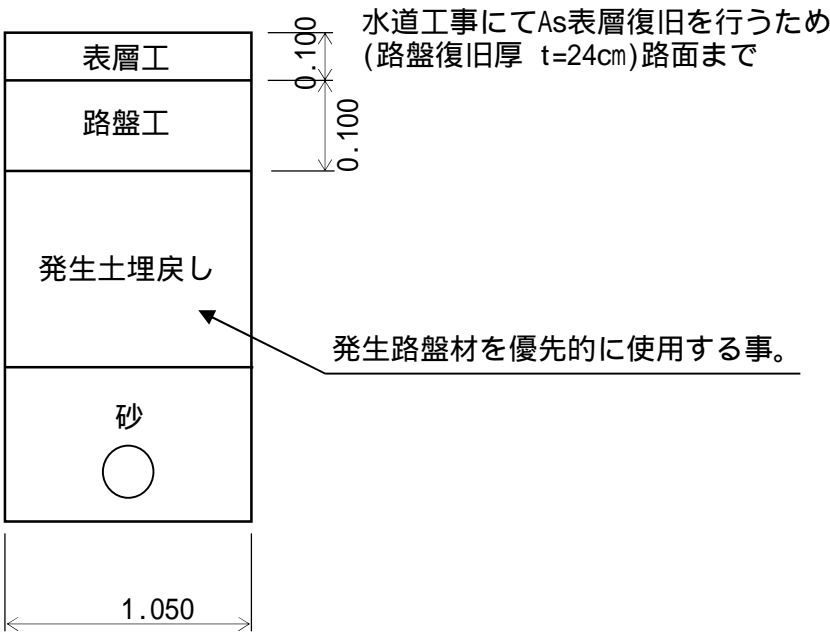 水道工事にてAs表層復旧を行うため
(路盤復旧厚 t=24㎝)路面まで
0.100
表層工
0.100
路盤工
発生土埋戻し
発生路盤材を優先的に使用する事。
砂
1.050